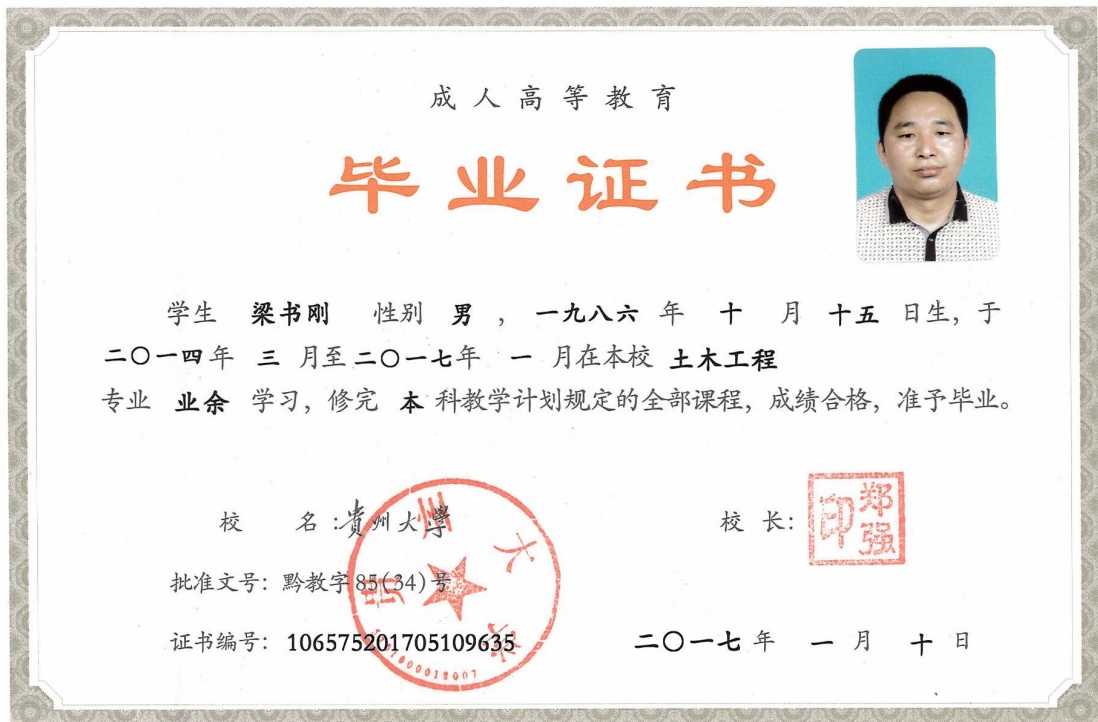 成人高等教育
毕业证书
学生 梁书刚 性别 男 ，一九八六 年 十 月 十五 日生，于
二〇一四年 三 月至二〇一七年 一 月在本校 土木工程
专业 业余 学习，修完 本 科教学计划规定的全部课程，成绩合格，准予毕业。
校 名：貴州大學
校长：
郑强印
批准文号：黔教字85(34)号
贵州大学
证书编号：106575201705109635
二〇一七年 一 月 十 日